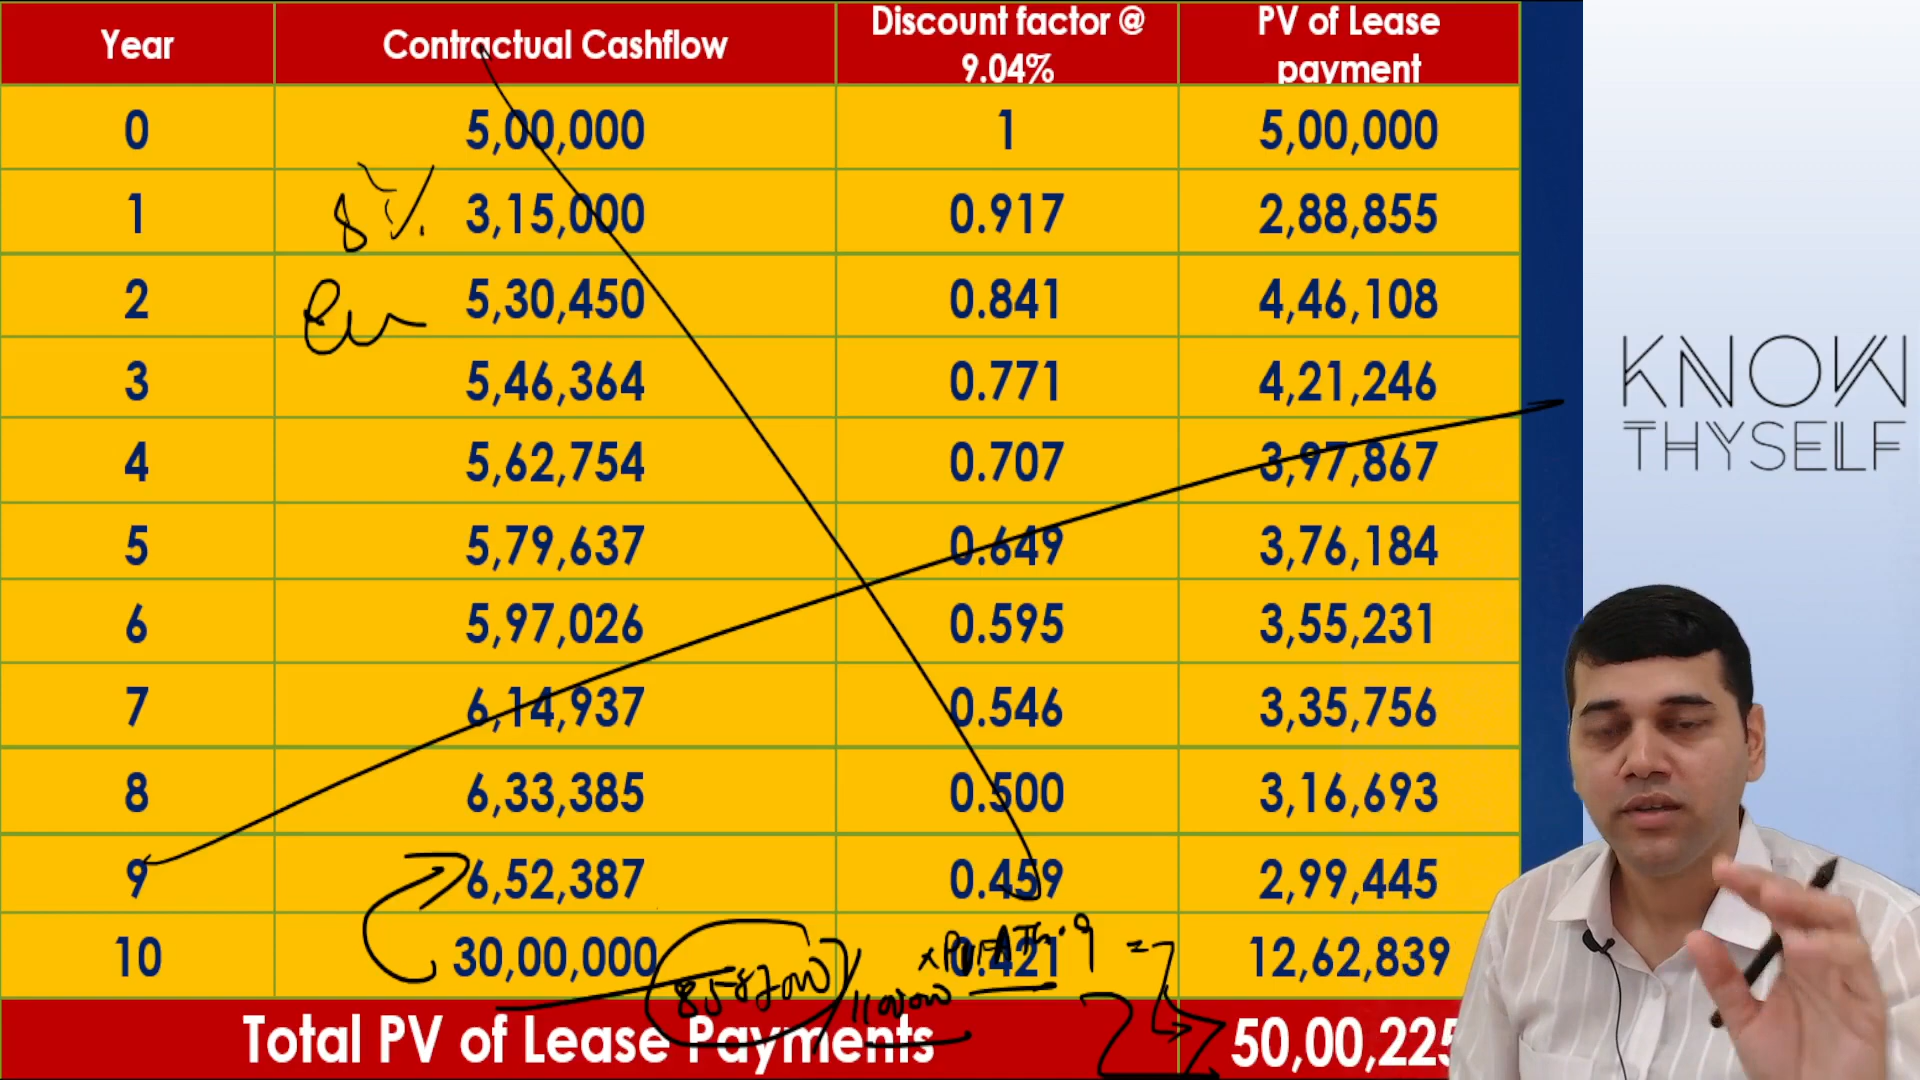 Year Contractual Cashflow Discount factor @ 9.04% PV of Lease payment
0 5,00,000 1 5,00,000
1 3,15,000 0.917 2,88,855
2 5,30,450 0.841 4,46,108
3 5,46,364 0.771 4,21,246
4 5,62,754 0.707 3,97,867
5 5,79,637 0.649 3,76,184
6 5,97,026 0.595 3,55,231
7 6,14,937 0.546 3,35,756
8 6,33,385 0.500 3,16,693
9 6,52,387 0.459 2,99,445
10 30,00,000 0.421 12,62,839
Total PV of Lease Payments 50,00,225
8%
KNOW
THYSELF